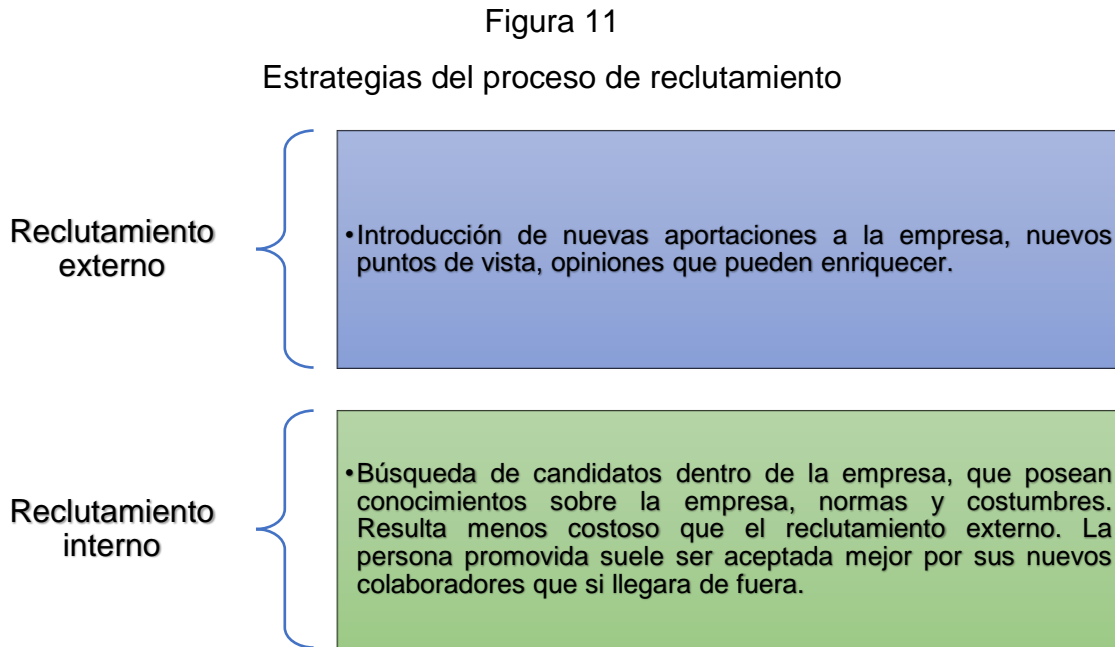 Figura 11
Estrategias del proceso de reclutamiento
Reclutamiento
externo
•Introducción de nuevas aportaciones a la empresa, nuevos
puntos de vista, opiniones que pueden enriquecer.
Reclutamiento
interno
•Búsqueda de candidatos dentro de la empresa, que posean
conocimientos sobre la empresa, normas y costumbres.
Resulta menos costoso que el reclutamiento externo. La
persona promovida suele ser aceptada mejor por sus nuevos
colaboradores que si llegara de fuera.